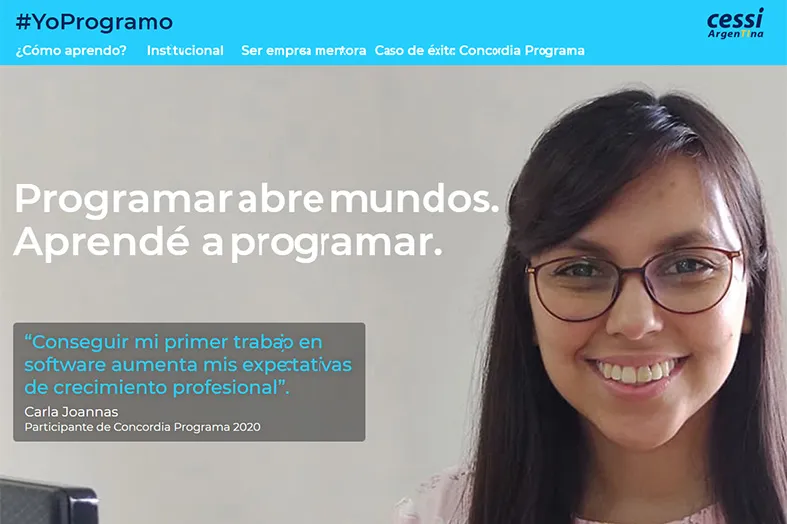 #YoProgramo
cessi
ArgenTIna
¿Cómo aprendo? Institucional Ser empresa mentora Caso de éxito: Concordia Programa
Programar abre mundos.
Aprendé a programar.
“Conseguir mi primer trabajo en
software aumenta mis expectativas
de crecimiento profesional”.
Carla Joannas
Participante de Concordia Programa 2020